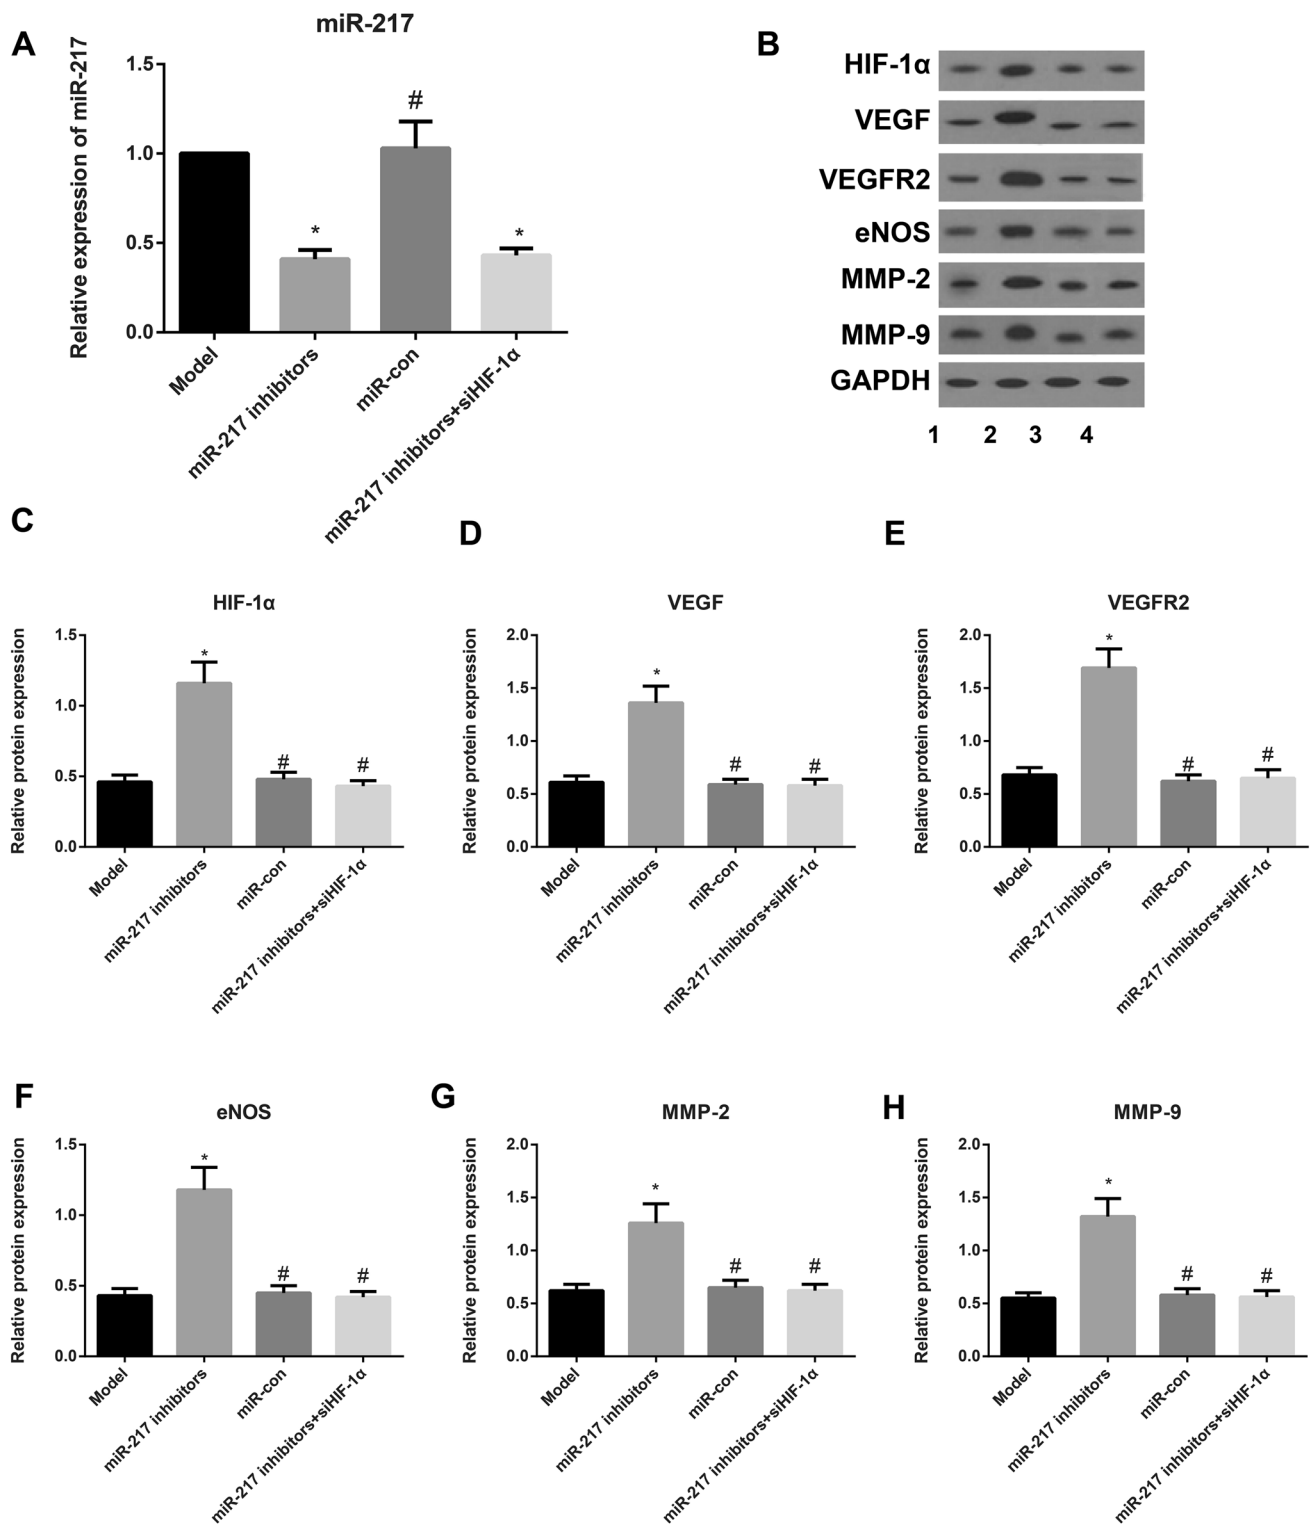 A
miR-217
Relative expression of miR-217
1.5
1.0
0.5
0.0
#
*
*
Model
miR-217 inhibitors
miR-con
miR-217 inhibitors+siHIF-1α
B
HIF-1α
VEGF
VEGFR2
eNOS
MMP-2
MMP-9
GAPDH
1 2 3 4
C
HIF-1α
Relative protein expression
1.5
1.0
0.5
0.0
*
#
#
Model
miR-217 inhibitors
miR-con
miR-217 inhibitors+siHIF-1α
D
VEGF
Relative protein expression
2.0
1.5
1.0
0.5
0.0
*
#
#
Model
miR-217 inhibitors
miR-con
miR-217 inhibitors+siHIF-1α
E
VEGFR2
Relative protein expression
2.0
1.5
1.0
0.5
0.0
*
#
#
Model
miR-217 inhibitors
miR-con
miR-217 inhibitors+siHIF-1α
F
eNOS
Relative protein expression
1.5
1.0
0.5
0.0
*
#
#
Model
miR-217 inhibitors
miR-con
miR-217 inhibitors+siHIF-1α
G
MMP-2
Relative protein expression
2.0
1.5
1.0
0.5
0.0
*
#
#
Model
miR-217 inhibitors
miR-con
miR-217 inhibitors+siHIF-1α
H
MMP-9
Relative protein expression
2.0
1.5
1.0
0.5
0.0
*
#
#
Model
miR-217 inhibitors
miR-con
miR-217 inhibitors+siHIF-1α